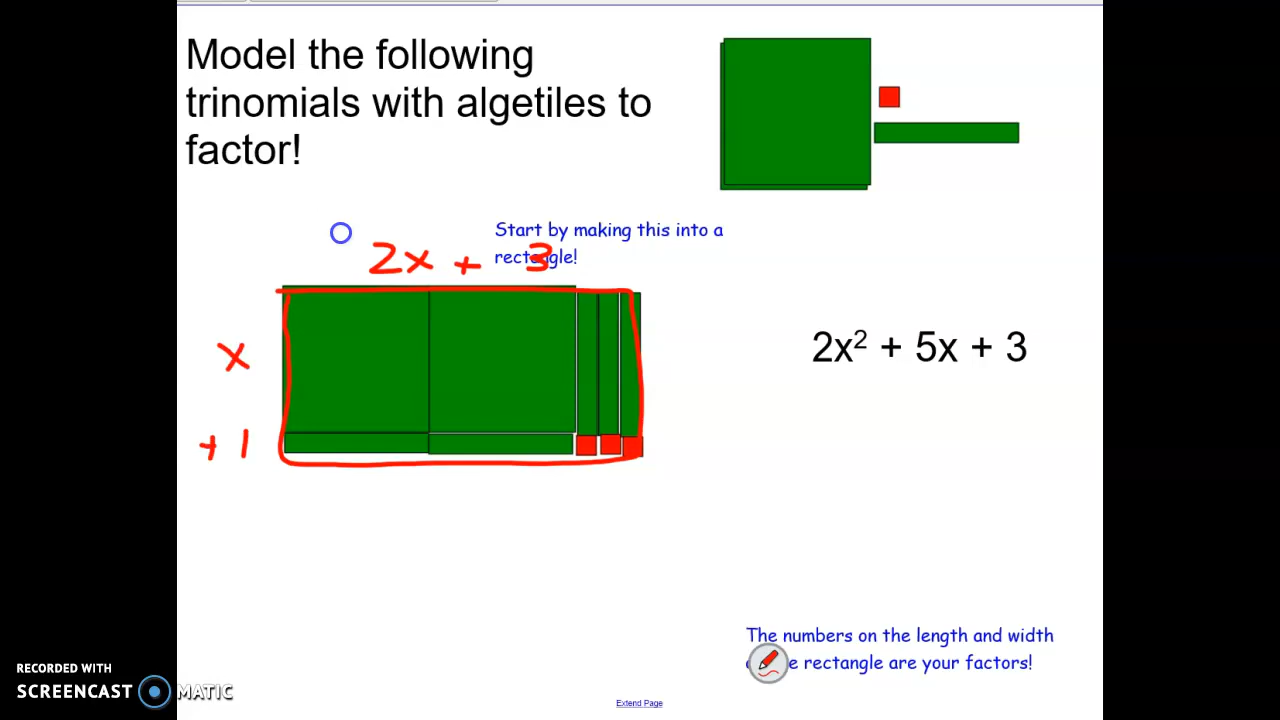 Model the following
trinomials with algetiles to
factor!
Start by making this into a
rectangle!
2x + 3
x
+ 1
2x² + 5x + 3
The numbers on the length and width
rectangle are your factors!
RECORDED WITH
SCREENCAST MATIC
Extend Page